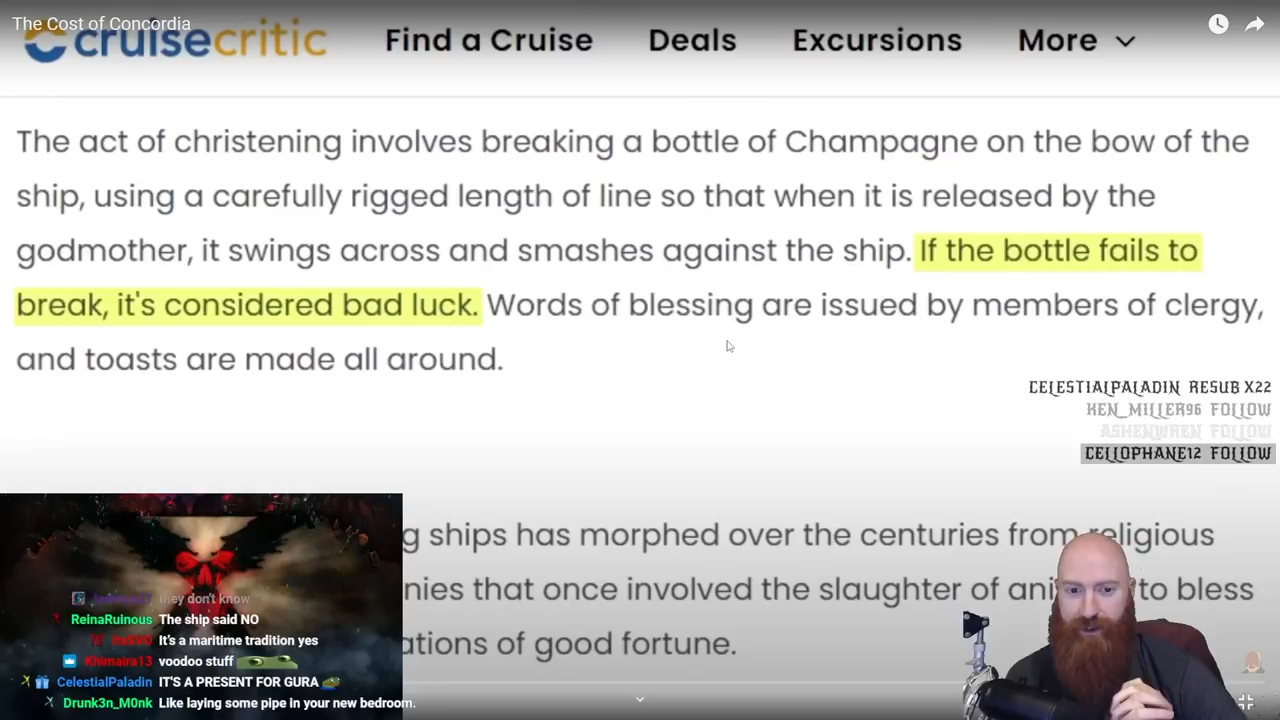 The Cost of Concordia
cruisecritic Find a Cruise Deals Excursions More
The act of christening involves breaking a bottle of Champagne on the bow of the
ship, using a carefully rigged length of line so that when it is released by the
godmother, it swings across and smashes against the ship. If the bottle fails to
break, it's considered bad luck. Words of blessing are issued by members of clergy,
and toasts are made all around.
CELESTIALPALADIN RESUB X22
KEN_MILLER96 FOLLOW
ASHENWREN FOLLOW
CELLOPHANE12 FOLLOW
g ships has morphed over the centuries from religious
nies that once involved the slaughter of ani to bless
ations of good fortune.
they don't know
ReinaRuinous The ship said NO
It's a maritime tradition yes
Khimaira13 voodoo stuff
CelestialPaladin IT'S A PRESENT FOR GURA
Drunk3n_M0nk Like laying some pipe in your new bedroom.